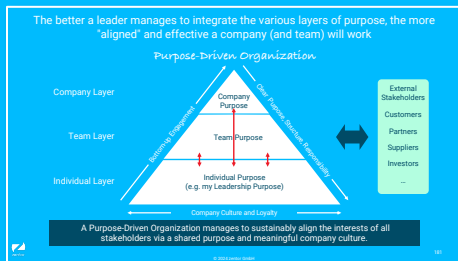 The better a leader manages to integrate the various layers of purpose, the more
"aligned" and effective a company (and team) will work
Purpose-Driven Organization
Company Layer
Team Layer
Individual Layer
Bottom-up Engagement
Clear Purpose, Structure, Responsibility
Company
Purpose
Team Purpose
Individual Purpose
(e.g. my Leadership Purpose)
Company Culture and Loyalty
External
Stakeholders
Customers
Partners
Suppliers
Investors
...
A Purpose-Driven Organization manages to sustainably align the interests of all
stakeholders via a shared purpose and meaningful company culture.